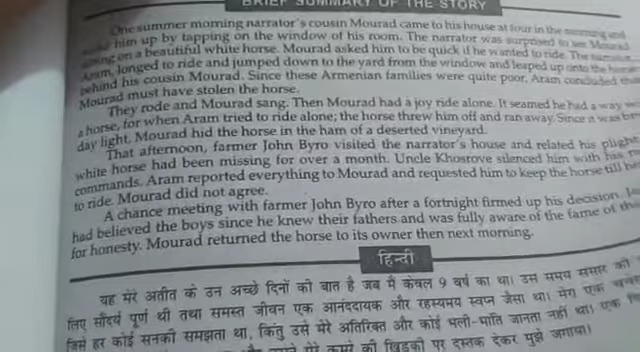 BRIEF SUMMARY OF THE STORY
One summer morning narrator's cousin Mourad came to his house at four in the morning and
him up by tapping on the window of his room. The narrator was surprised to see Mourad
on a beautiful white horse. Mourad asked him to be quick if he wanted to ride. The
Aram, longed to ride and jumped down to the yard from the window and leaped up onto the horse
behind his cousin Mourad. Since these Armenian families were quite poor, Aram concluded that
Mourad must have stolen the horse.
They rode and Mourad sang. Then Mourad had a joy ride alone. It seamed he had a way
a horse, for when Aram tried to ride alone; the horse threw him off and ran away. Since it was
day light, Mourad hid the horse in the ham of a deserted vineyard.
That afternoon, farmer John Byro visited the narrator's house and related his plight
white horse had been missing for over a month. Uncle Khosrove silenced him with his
commands. Aram reported everything to Mourad and requested him to keep the horse till he
to ride. Mourad did not agree.
A chance meeting with farmer John Byro after a fortnight firmed up his decision.
had believed the boys since he knew their fathers and was fully aware of the fame of
for honesty. Mourad returned the horse to its owner then next morning.
हिन्दी
यह मेरे अतीत के उन अच्छे दिनों की बात है जब मै केवल 9 वर्ष का था। उस समय संसार की
लिए सौंदर्य पूर्ण थी तथा समस्त जीवन एक आनंददायक और रहस्यमय स्वप्न जैसा था। मेरा एक
जिसे हर कोई सनकी समझता था, किंतु उसे मेरे अतिरिक्त और कोई भली-भांति जानता नहीं था। एक
मेरे कमरे की खिड़की पर दस्तक देकर मुझे जगाया।